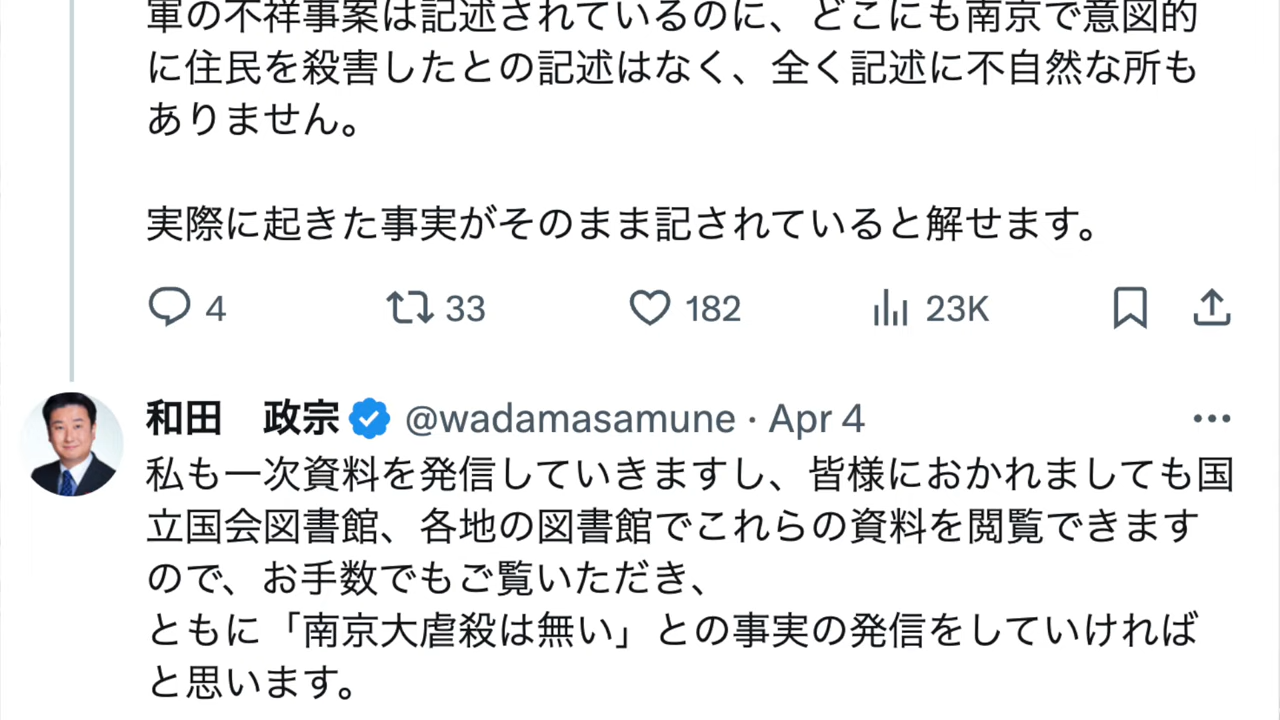 軍の不祥事案は記述されているのに、どこにも南京で意図的
に住民を殺害したとの記述はなく、全く記述に不自然な所も
ありません。
実際に起きた事実がそのまま記されていると解せます。
4 33 182 23K
和田　政宗 @wadamasamune · Apr 4
私も一次資料を発信していきますし、皆様におかれましても国
立国会図書館、各地の図書館でこれらの資料を閲覧できます
ので、お手数でもご覧いただき、
ともに「南京大虐殺は無い」との事実の発信をしていければ
と思います。